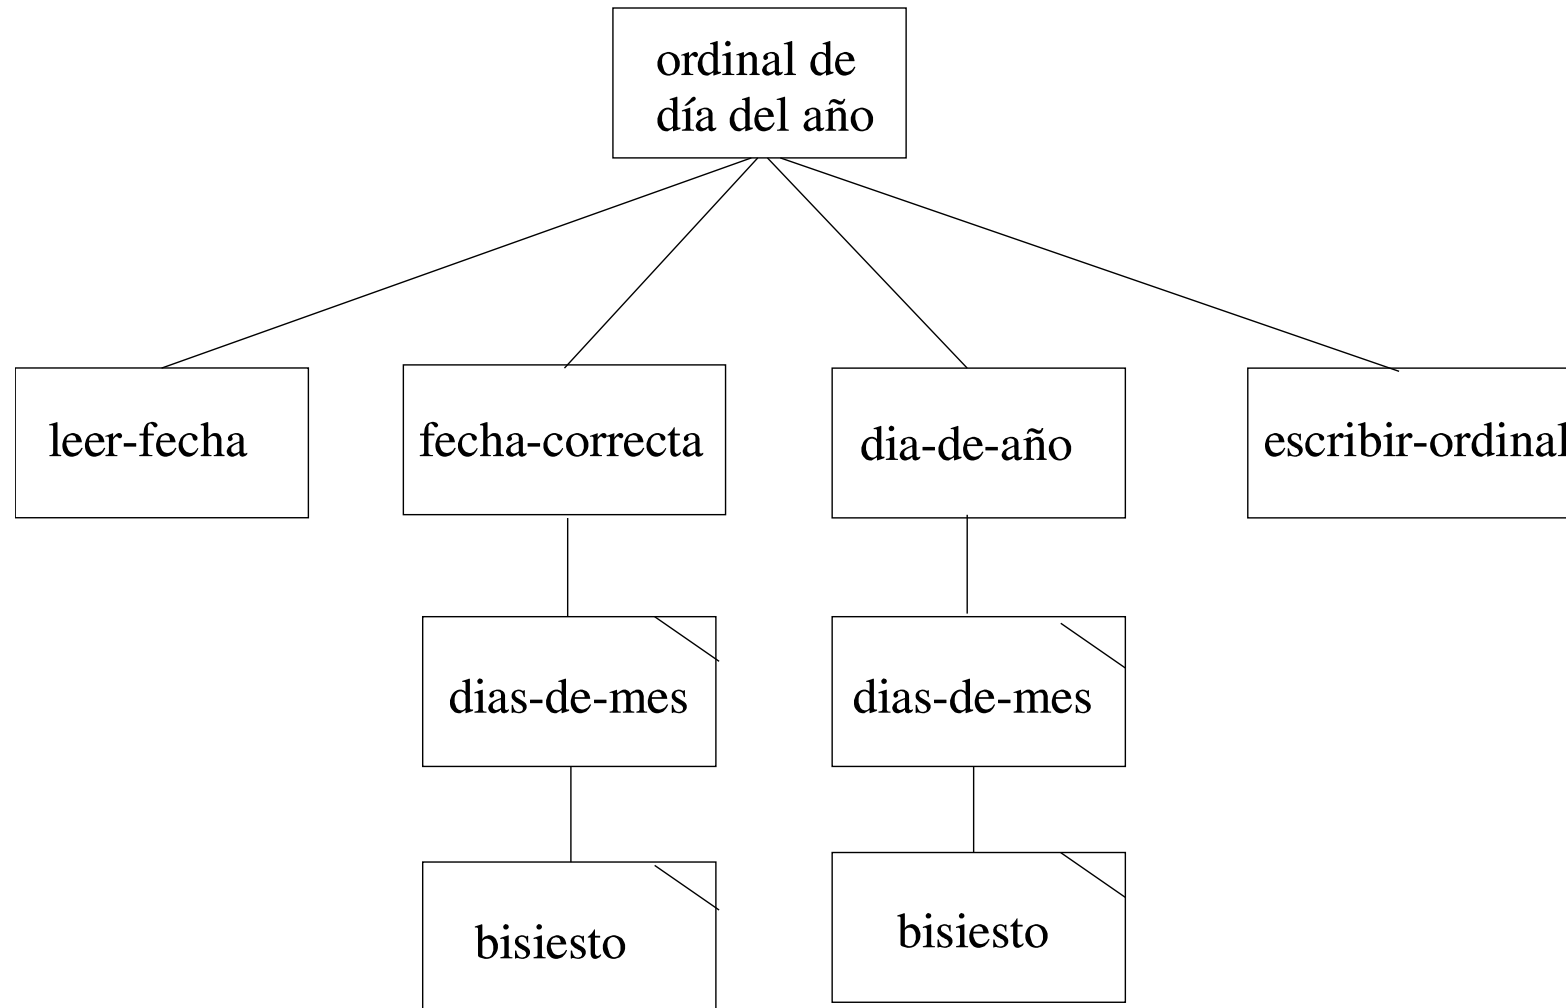 ordinal de
día del año
leer-fecha
fecha-correcta
dia-de-año
escribir-ordinal
dias-de-mes
dias-de-mes
bisiesto
bisiesto